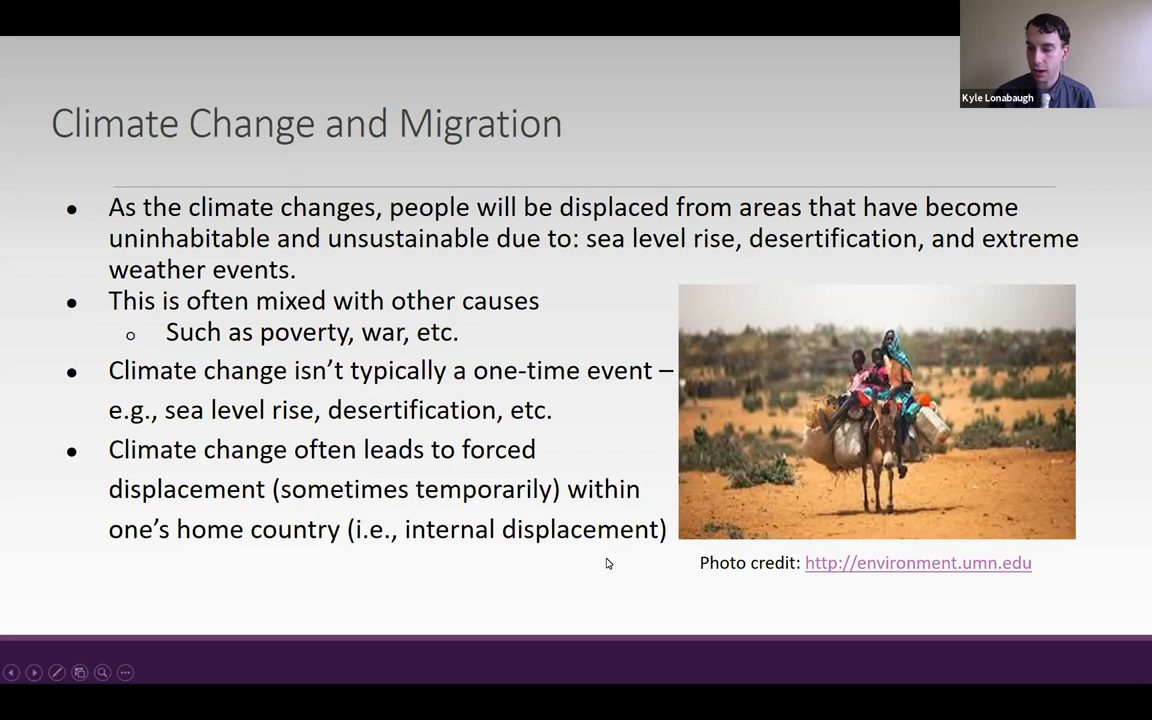 Kyle Lonabaugh
Climate Change and Migration
● As the climate changes, people will be displaced from areas that have become
uninhabitable and unsustainable due to: sea level rise, desertification, and extreme
weather events.
● This is often mixed with other causes
○ Such as poverty, war, etc.
● Climate change isn’t typically a one-time event –
e.g., sea level rise, desertification, etc.
● Climate change often leads to forced
displacement (sometimes temporarily) within
one’s home country (i.e., internal displacement)
Photo credit: http://environment.umn.edu